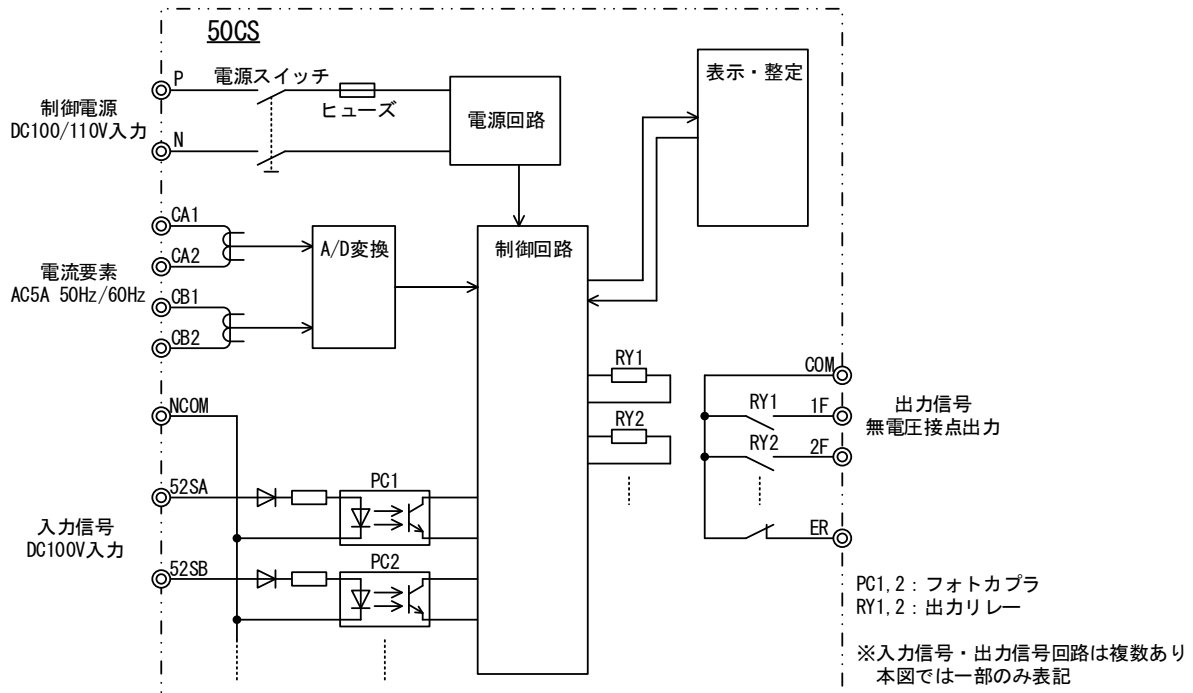 50CS
P
電源スイッチ
ヒューズ
制御電源
DC100/110V入力
N
電源回路
表示・整定
CA1
CA2
電流要素
AC5A 50Hz/60Hz
CB1
CB2
A/D変換
制御回路
RY1
RY2
COM
RY1
1F
RY2
2F
ER
出力信号
無電圧接点出力
NCOM
52SA
PC1
入力信号
DC100V入力
52SB
PC2
PC1,2：フォトカプラ
RY1,2：出力リレー
※入力信号・出力信号回路は複数あり
本図では一部のみ表記